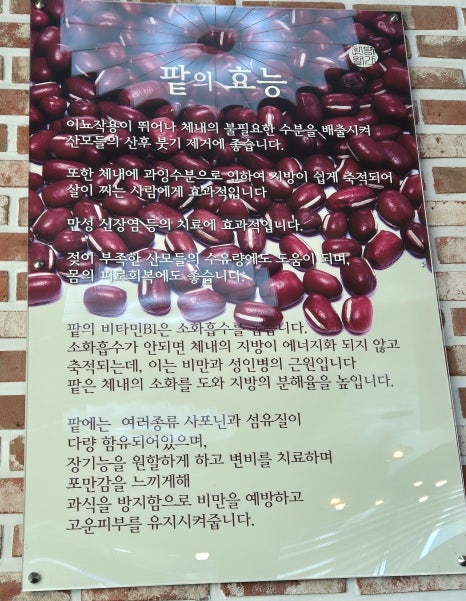 팥의 효능
이뇨작용이 뛰어나 체내의 불필요한 수분을 배출시켜
산모들의 산후 붓기 제거에 좋습니다.
또한 체내에 과잉수분으로 인하여 지방이 쉽게 축적되어
살이 찌는 사람에게 효과적입니다
만성 신장염 등의 치료에 효과적입니다.
젖이 부족한 산모들의 수유량에도 도움이 되며,
몸의 피로회복에도 좋습니다.
팥의 비타민B1은 소화흡수를 돕습니다.
소화흡수가 안되면 체내의 지방이 에너지화 되지 않고
축적되는데, 이는 비만과 성인병의 근원입니다
팥은 체내의 소화를 도와 지방의 분해율을 높입니다.
팥에는 여러종류 사포닌과 섬유질이
다량 함유되어있으며,
장기능을 원할하게 하고 변비를 치료하며
포만감을 느끼게해
과식을 방지함으로 비만을 예방하고
고운피부를 유지시켜줍니다.